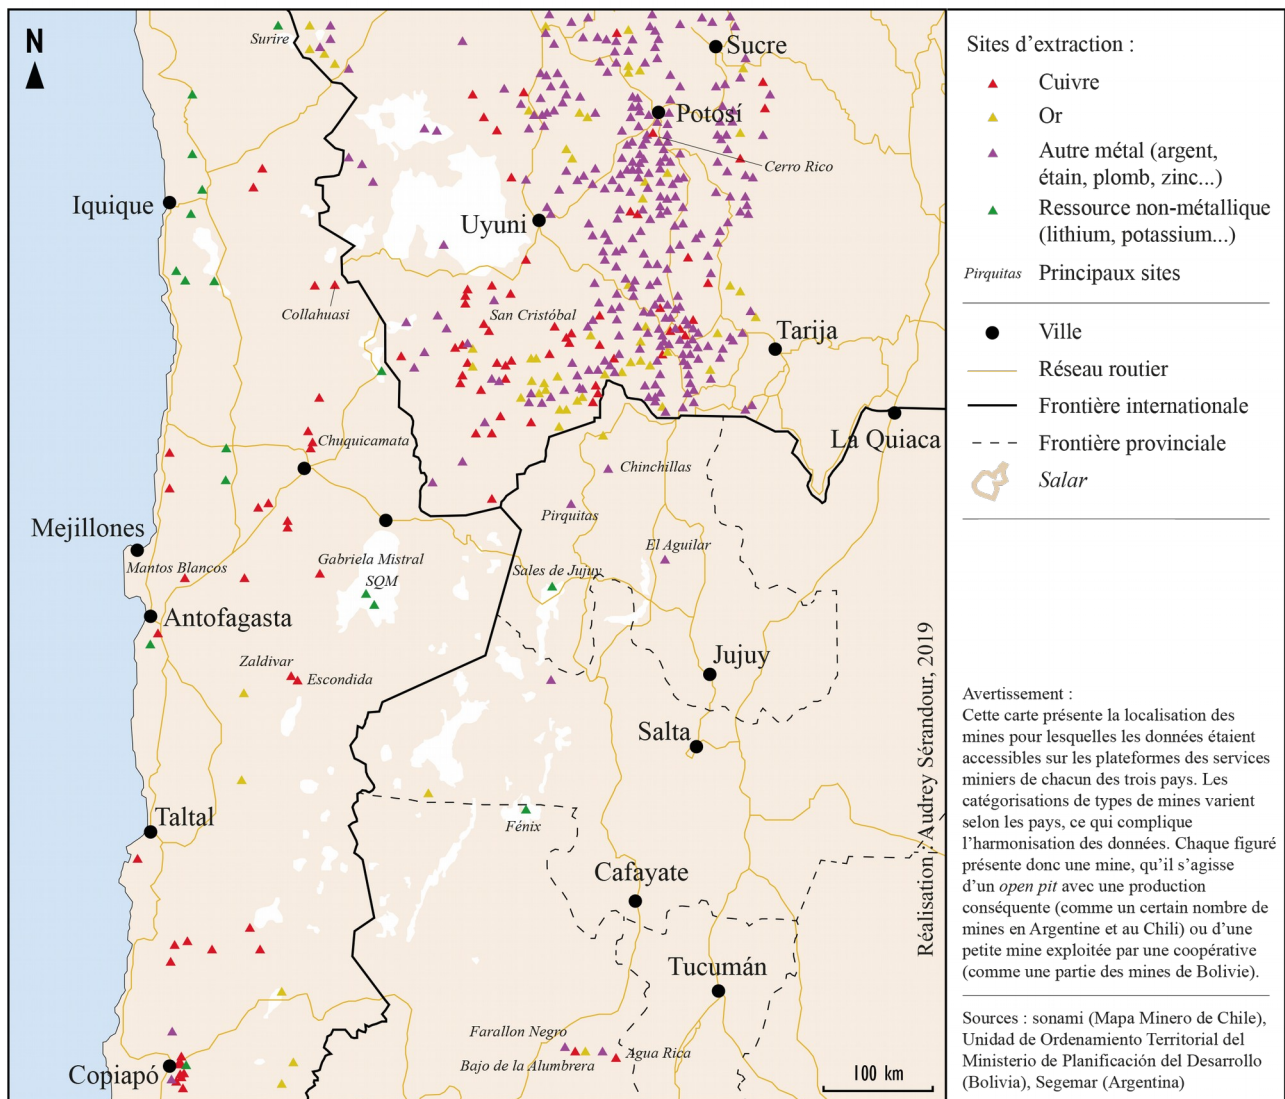 N
Surire
Sucre
Potosí
Cerro Rico
Iquique
Uyuni
Collahuasi
San Cristóbal
Tarija
La Quiaca
Chuquicamata
Chinchillas
Pirquitas
Mejillones
Mantos Blancos
Gabriela Mistral
SQM
El Aguilar
Sales de Jujuy
Antofagasta
Zaldivar
Escondida
Jujuy
Salta
Taltal
Fénix
Cafayate
Tucumán
Farallon Negro
Bajo de la Alumbrera
Agua Rica
Copiapó
100 km
Réalisation : Audrey Sérandour, 2019
Sites d'extraction :
Cuivre
Or
Autre métal (argent,
étain, plomb, zinc...)
Ressource non-métallique
(lithium, potassium...)
Pirquitas Principaux sites
Ville
Réseau routier
Frontière internationale
Frontière provinciale
Salar
Avertissement :
Cette carte présente la localisation des
mines pour lesquelles les données étaient
accessibles sur les plateformes des services
miniers de chacun des trois pays. Les
catégorisations de types de mines varient
selon les pays, ce qui complique
l'harmonisation des données. Chaque figuré
présente donc une mine, qu'il s'agisse
d'un open pit avec une production
conséquente (comme un certain nombre de
mines en Argentine et au Chili) ou d'une
petite mine exploitée par une coopérative
(comme une partie des mines de Bolivie).
Sources : sonami (Mapa Minero de Chile),
Unidad de Ordenamiento Territorial del
Ministerio de Planificación del Desarrollo
(Bolivia), Segemar (Argentina)